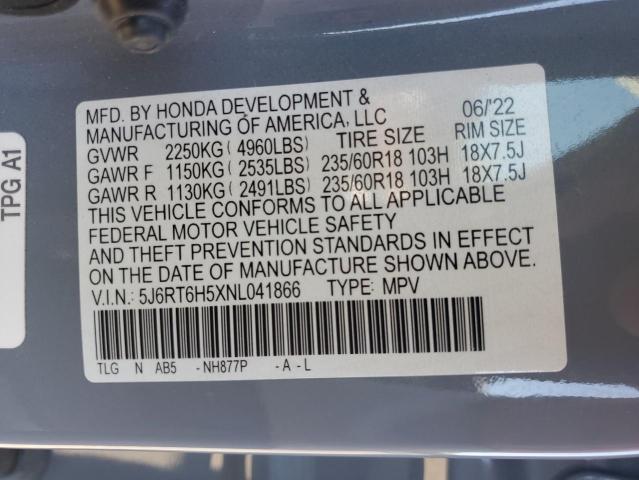 TPG A1
MFD. BY HONDA DEVELOPMENT & 06/'22
MANUFACTURING OF AMERICA, LLC
GVWR 2250KG(4960LBS) TIRE SIZE RIM SIZE
GAWR F 1150KG(2535LBS) 235/60R18 103H 18X7.5J
GAWR R 1130KG(2491LBS) 235/60R18 103H 18X7.5J
THIS VEHICLE CONFORMS TO ALL APPLICABLE
FEDERAL MOTOR VEHICLE SAFETY
AND THEFT PREVENTION STANDARDS IN EFFECT
ON THE DATE OF MANUFACTURE SHOWN ABOVE.
V.I.N.: 5J6RT6H5XNL041866 TYPE: MPV
TLG N AB5 -NH877P -A-L